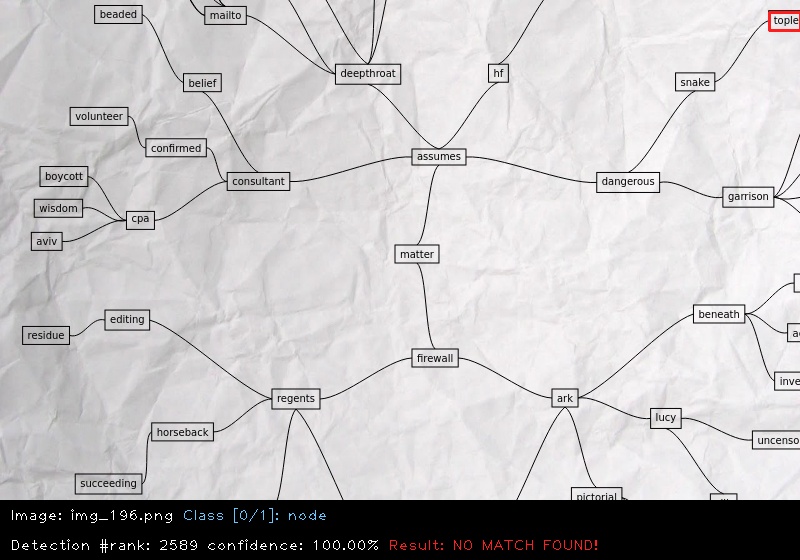 beaded
mailto
tople
deepthroat
hf
belief
snake
volunteer
confirmed
assumes
boycott
consultant
dangerous
garrison
wisdom
cpa
aviv
matter
beneath
editing
residue
firewall
inve
regents
ark
lucy
horseback
uncenso
succeeding
pictorial
Image: img_196.png Class [0/1]: node
Detection #rank: 2589 confidence: 100.00% Result: NO MATCH FOUND!